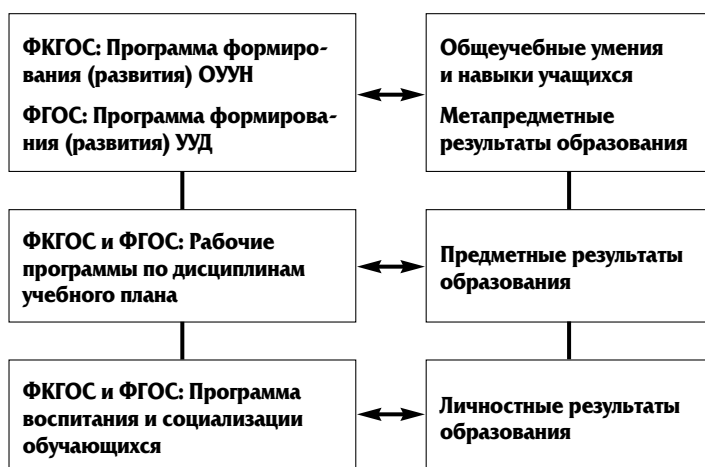 ФКГОС: Программа формиро-
вания (развития) ОУУН
ФГОС: Программа формирова-
ния (развития) УУД
Общеучебные умения
и навыки учащихся
Метапредметные
результаты образования
ФКГОС и ФГОС: Рабочие
программы по дисциплинам
учебного плана
Предметные результаты
образования
ФКГОС и ФГОС: Программа
воспитания и социализации
обучающихся
Личностные результаты
образования